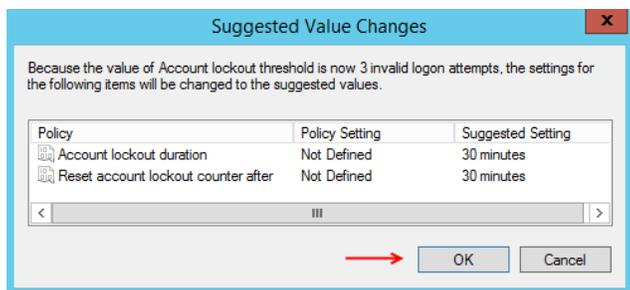 Suggested Value Changes
x
Because the value of Account lockout threshold is now 3 invalid logon attempts, the settings for
the following items will be changed to the suggested values.
Policy Policy Setting Suggested Setting
Account lockout duration Not Defined 30 minutes
Reset account lockout counter after Not Defined 30 minutes
OK Cancel